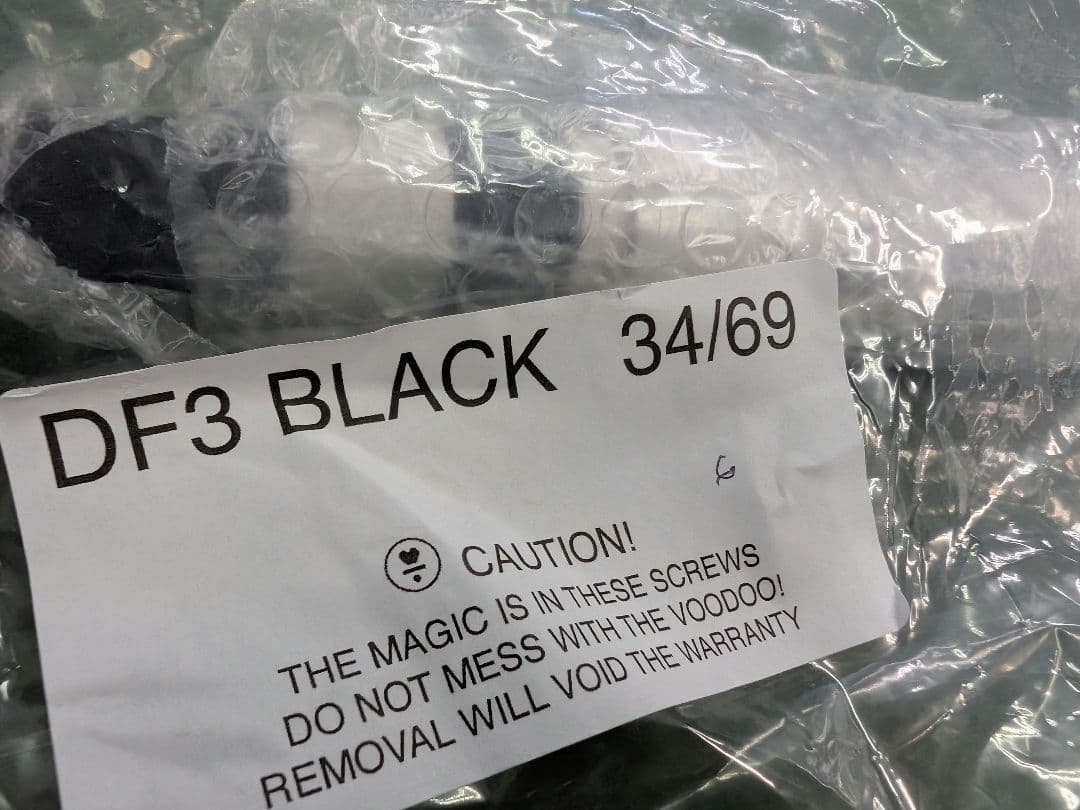 DF3 BLACK 34/69
6
CAUTION!
THE MAGIC IS IN THESE SCREWS
DO NOT MESS WITH THE VOODOO!
REMOVAL WILL VOID THE WARRANTY